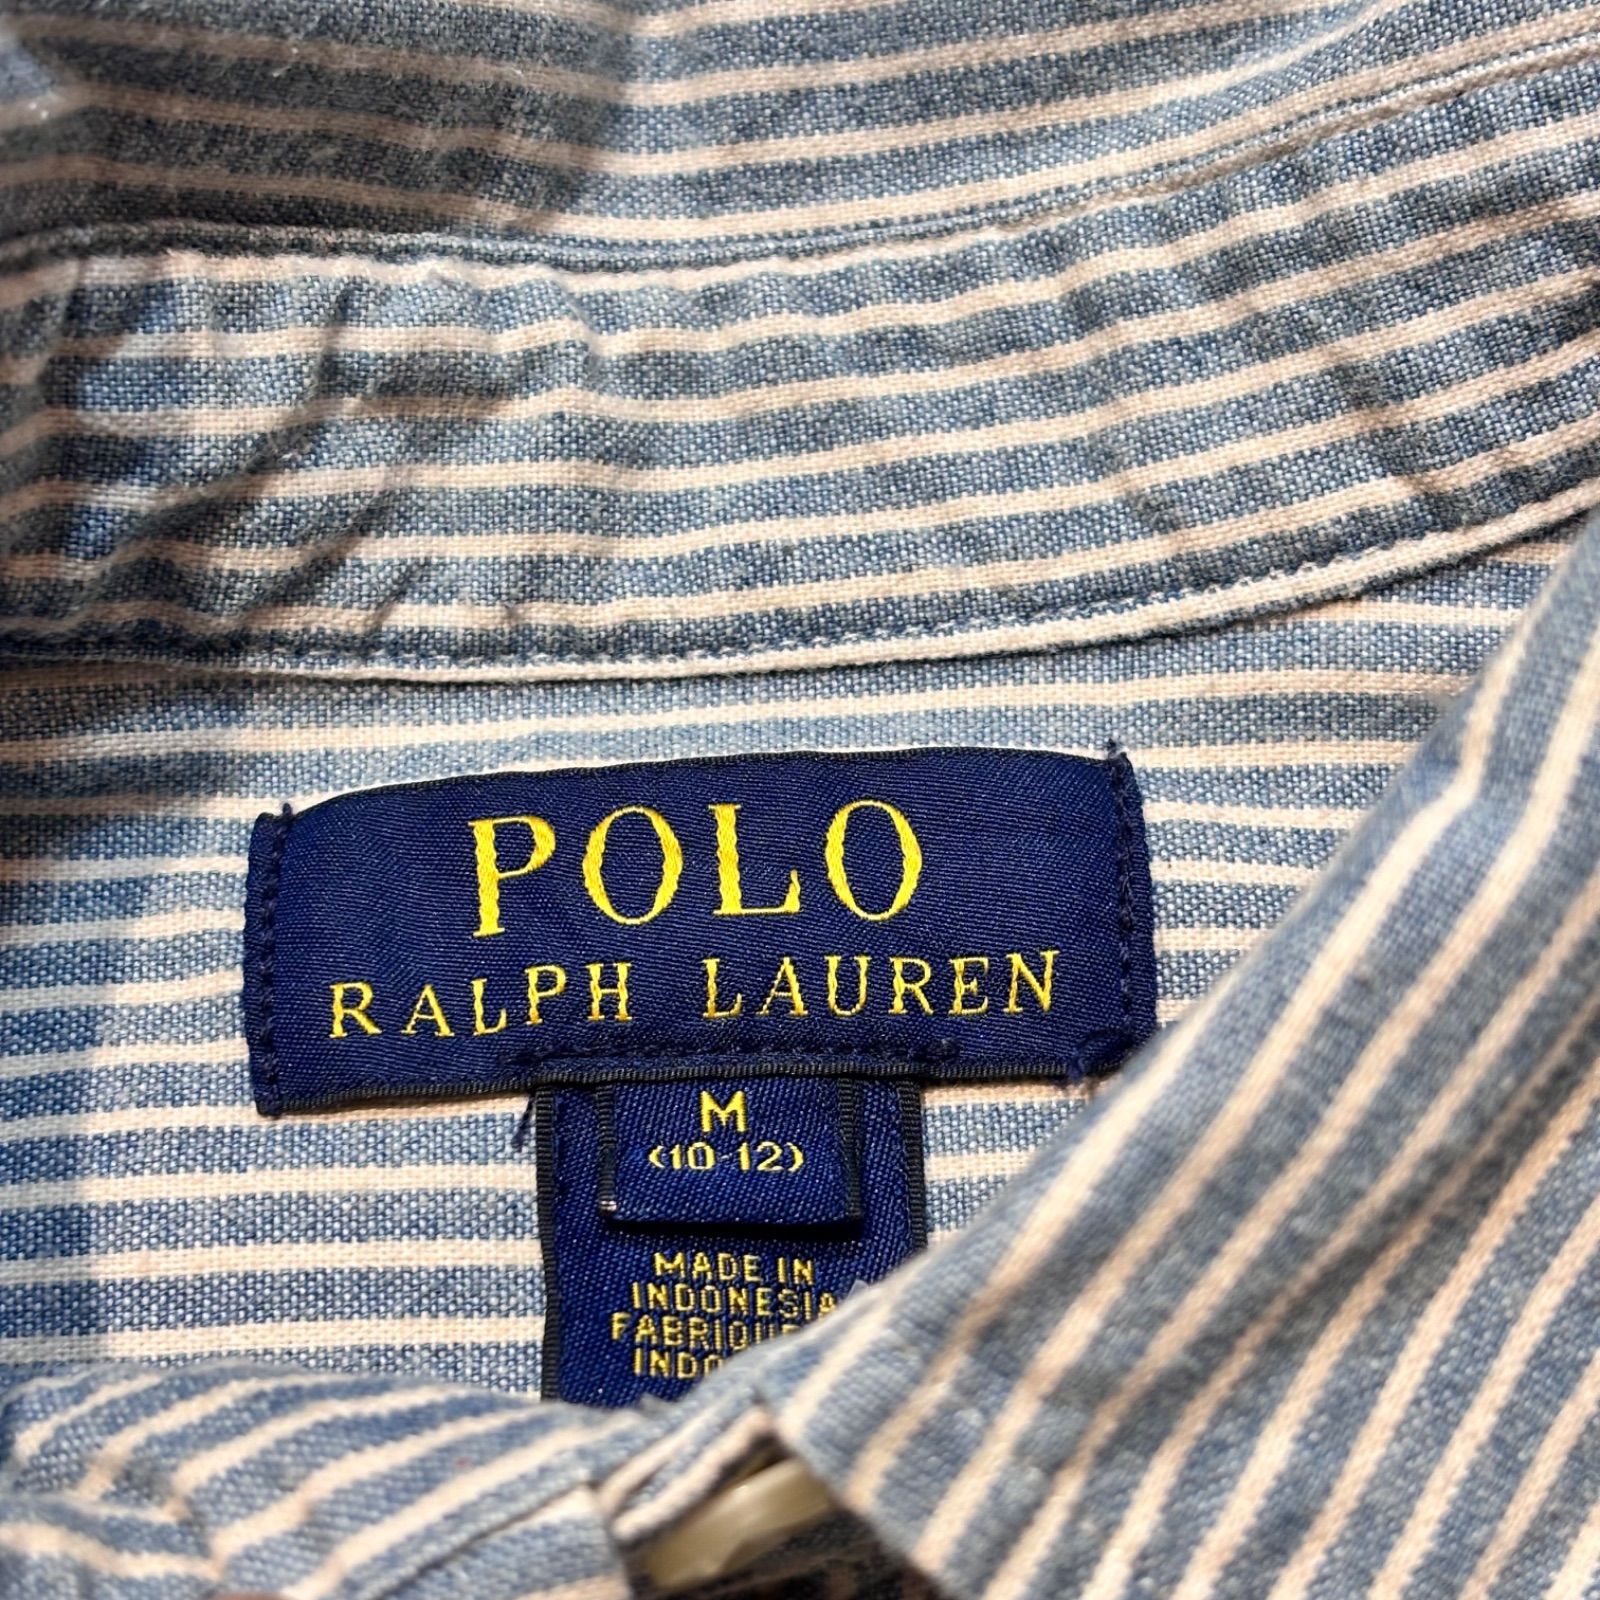 POLO
RALPH LAUREN
M
(10-12)
MADE IN
INDONESIA